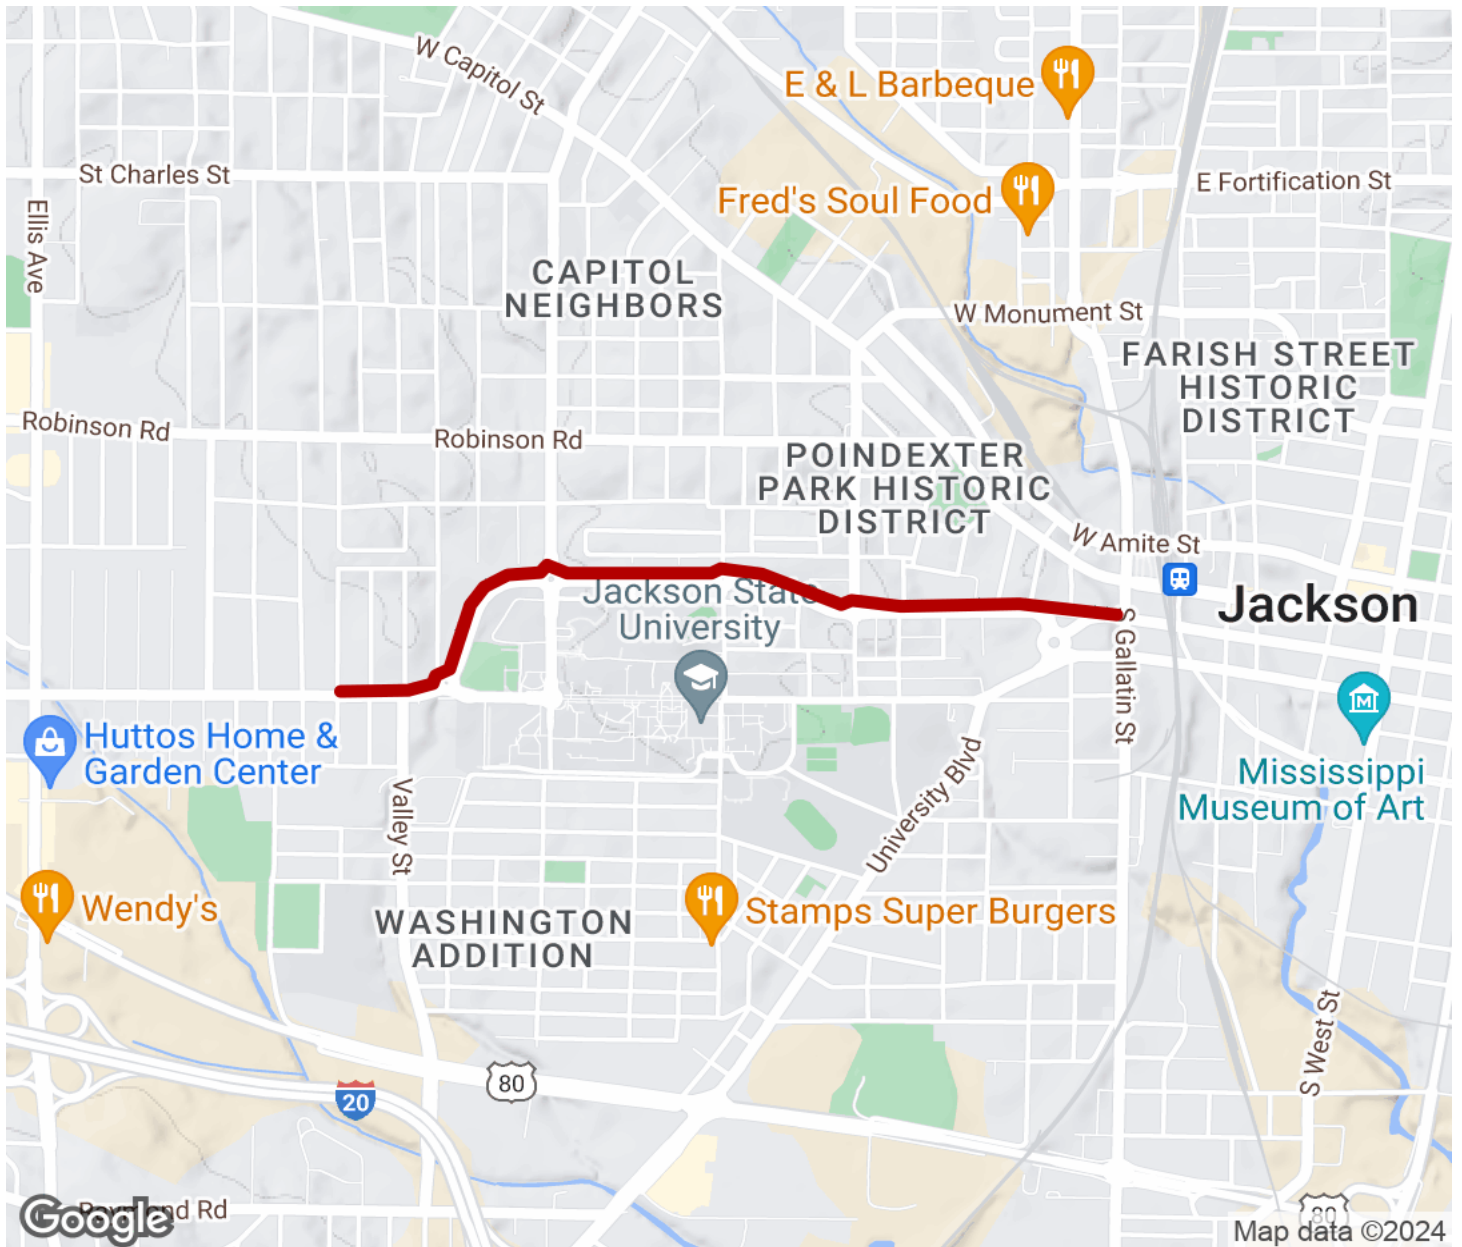 W Capitol St
E & L Barbeque
St Charles St
Fred's Soul Food
E Fortification St
Ellis Ave
CAPITOL
NEIGHBORS
W Monument St
FARISH STREET
HISTORIC
DISTRICT
Robinson Rd
Robinson Rd
POINDEXTER
PARK HISTORIC
DISTRICT
W Amite St
Jackson State
University
Jackson
S Gallatin St
Huttos Home &
Garden Center
Valley St
University Blvd
Mississippi
Museum of Art
Wendy's
Stamps Super Burgers
WASHINGTON
ADDITION
S West St
80
20
80
Raymond Rd
Google
Map data ©2024